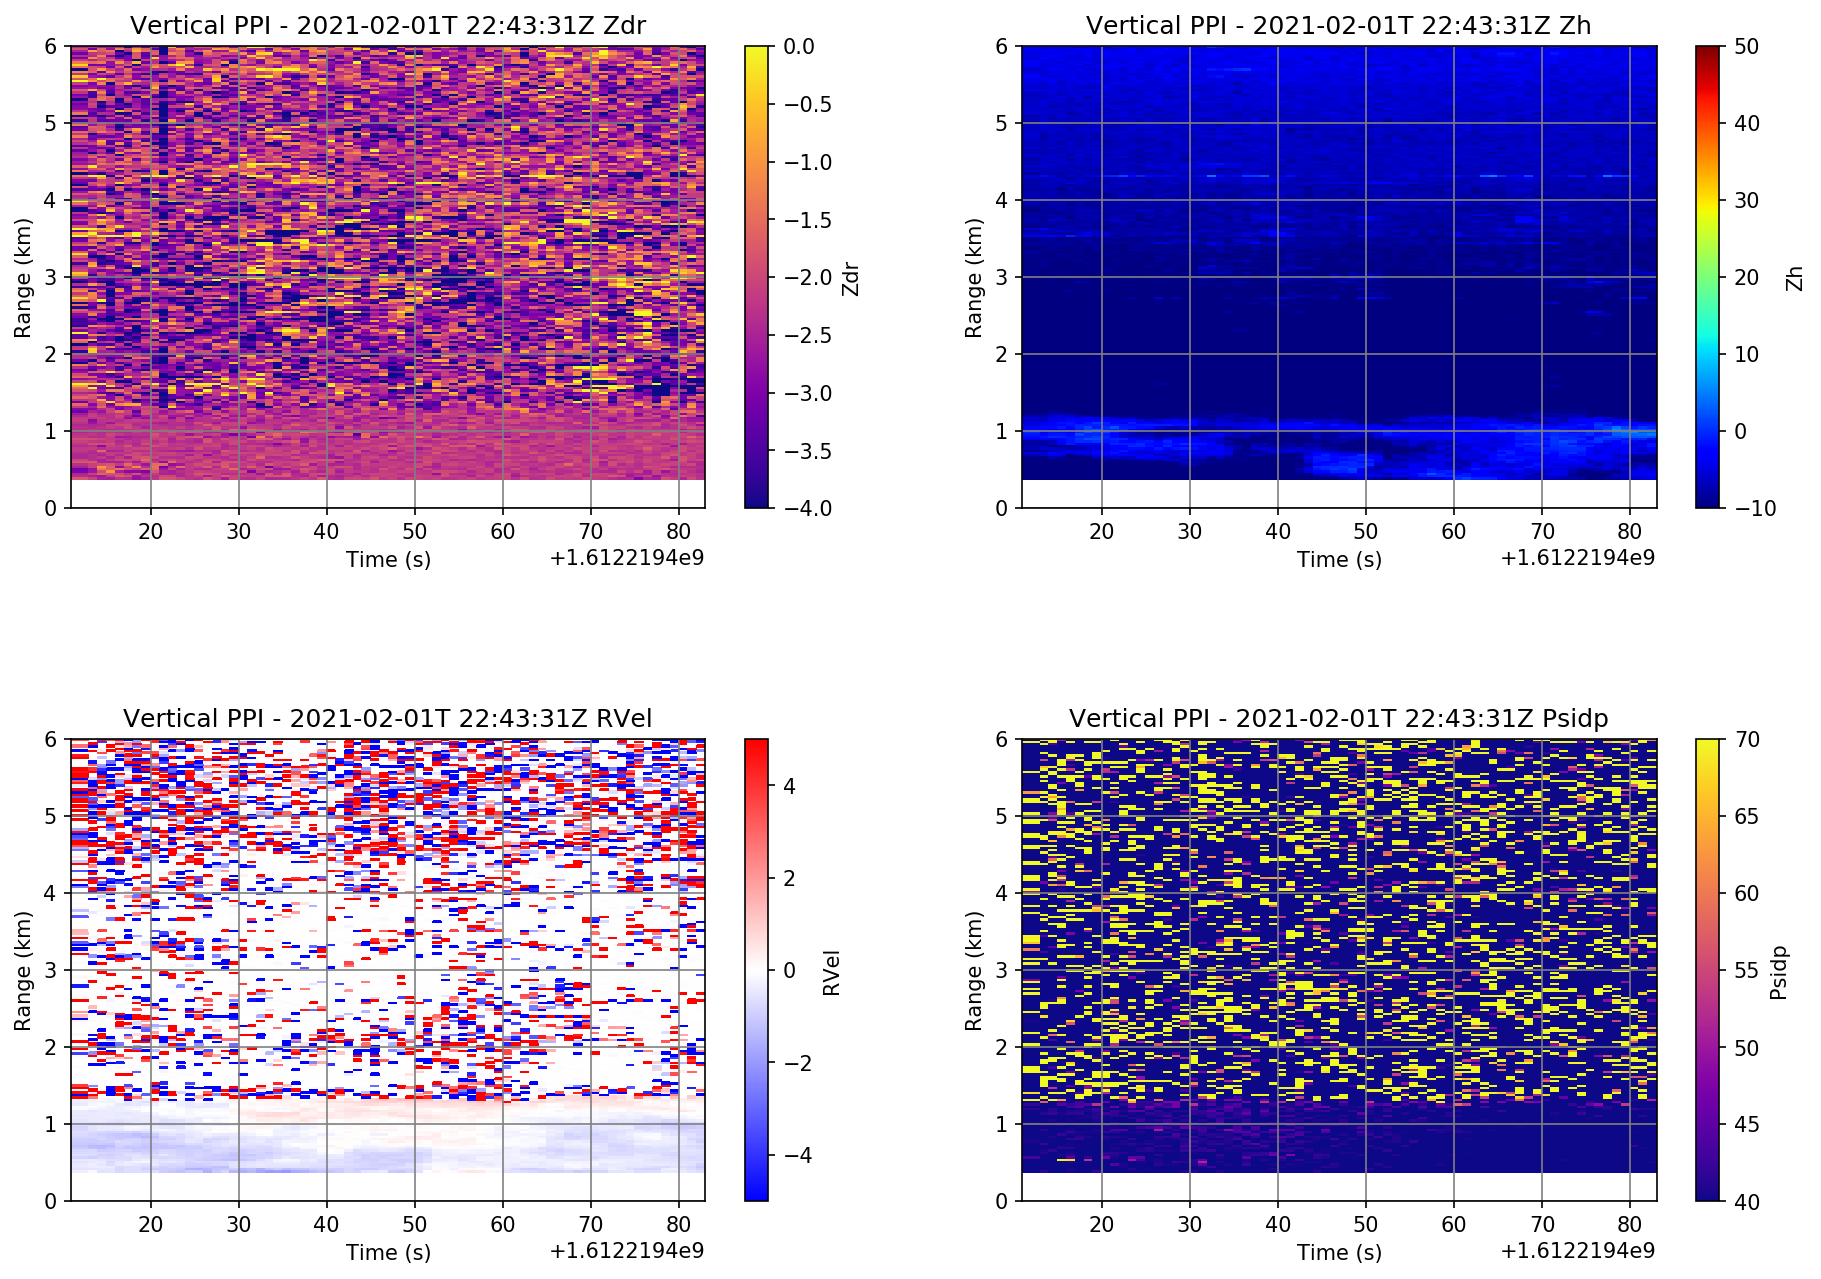 Vertical PPI - 2021-02-01T 22:43:31Z Zdr
6
5
4
3
2
1
0
Range (km)
20 30 40 50 60 70 80
Time (s)
+1.6122194e9
0.0
−0.5
−1.0
−1.5
−2.0
−2.5
−3.0
−3.5
−4.0
Zdr
Vertical PPI - 2021-02-01T 22:43:31Z Zh
6
5
4
3
2
1
0
Range (km)
20 30 40 50 60 70 80
Time (s)
+1.6122194e9
50
40
30
20
10
0
−10
Zh
Vertical PPI - 2021-02-01T 22:43:31Z RVel
6
5
4
3
2
1
0
Range (km)
20 30 40 50 60 70 80
Time (s)
+1.6122194e9
4
2
0
−2
−4
RVel
Vertical PPI - 2021-02-01T 22:43:31Z Psidp
6
5
4
3
2
1
0
Range (km)
20 30 40 50 60 70 80
Time (s)
+1.6122194e9
70
65
60
55
50
45
40
Psidp